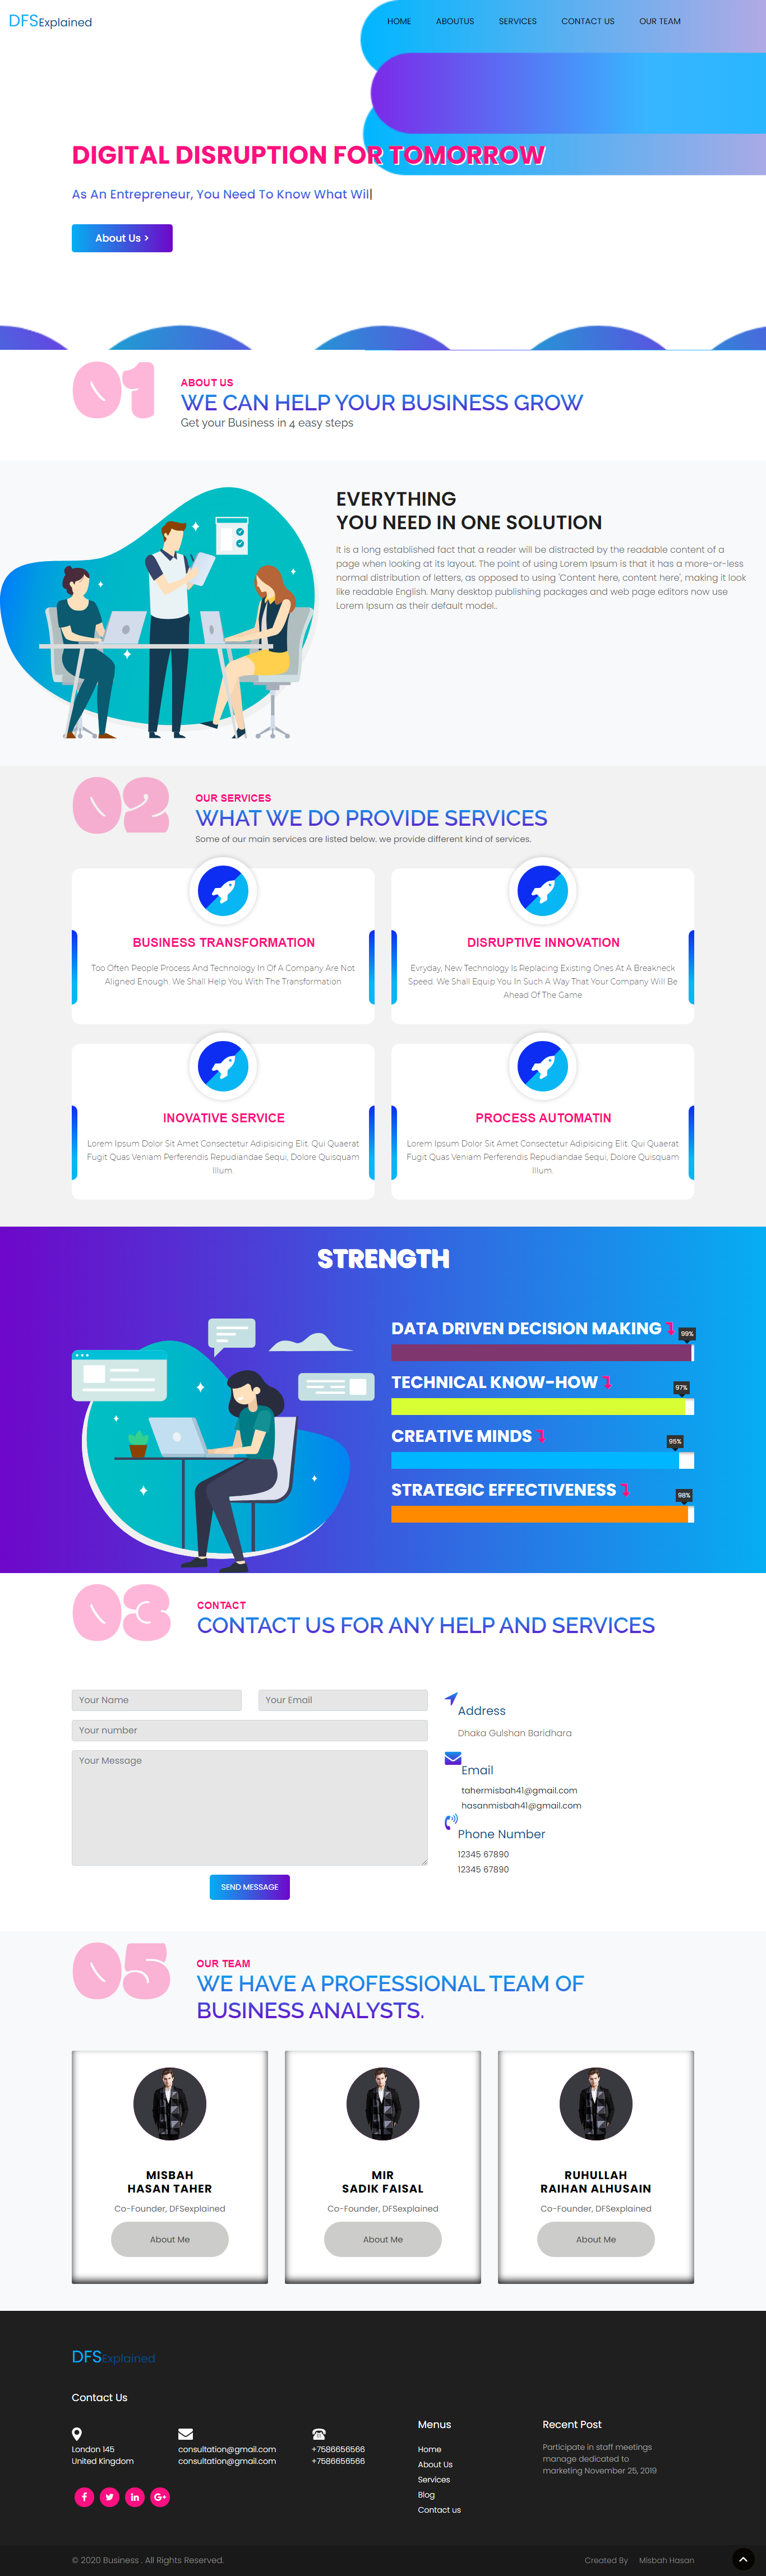 DFSExplained
HOME ABOUTUS SERVICES CONTACT US OUR TEAM
DIGITAL DISRUPTION FOR TOMORROW
As An Entrepreneur, You Need To Know What Wil|
About Us >
01
ABOUT US
WE CAN HELP YOUR BUSINESS GROW
Get your Business in 4 easy steps
EVERYTHING
YOU NEED IN ONE SOLUTION
It is a long established fact that a reader will be distracted by the readable content of a
page when looking at its layout. The point of using Lorem Ipsum is that it has a more-or-less
normal distribution of letters, as opposed to using 'Content here, content here', making it look
like readable English. Many desktop publishing packages and web page editors now use
Lorem Ipsum as their default model..
02
OUR SERVICES
WHAT WE DO PROVIDE SERVICES
Some of our main services are listed below. we provide different kind of services.
BUSINESS TRANSFORMATION
Too Often People Process And Technology In Of A Company Are Not
Aligned Enough. We Shall Help You With The Transformation
DISRUPTIVE INNOVATION
Evryday, New Technology Is Replacing Existing Ones At A Breakneck
Speed. We Shall Equip You In Such A Way That Your Company Will Be
Ahead Of The Game
INOVATIVE SERVICE
Lorem Ipsum Dolor Sit Amet Consectetur Adipisicing Elit. Qui Quaerat
Fugit Quas Veniam Perferendis Repudiandae Sequi, Dolore Quisquam
Illum.
PROCESS AUTOMATIN
Lorem Ipsum Dolor Sit Amet Consectetur Adipisicing Elit. Qui Quaerat
Fugit Quas Veniam Perferendis Repudiandae Sequi, Dolore Quisquam
Illum.
STRENGTH
DATA DRIVEN DECISION MAKING
99%
TECHNICAL KNOW-HOW
97%
CREATIVE MINDS
95%
STRATEGIC EFFECTIVENESS
98%
03
CONTACT
CONTACT US FOR ANY HELP AND SERVICES
Your Name
Your Email
Your number
Your Message
SEND MESSAGE
Address
Dhaka Gulshan Baridhara
Email
tahermisbah41@gmail.com
hasanmisbah41@gmail.com
Phone Number
12345 67890
12345 67890
05
OUR TEAM
WE HAVE A PROFESSIONAL TEAM OF
BUSINESS ANALYSTS.
MISBAH
HASAN TAHER
Co-Founder, DFSexplained
About Me
MIR
SADIK FAISAL
Co-Founder, DFSexplained
About Me
RUHULLAH
RAIHAN ALHUSAIN
Co-Founder, DFSexplained
About Me
DFSExplained
Contact Us
London 145
United Kingdom
consultation@gmail.com
consultation@gmail.com
+7586656566
+7586656566
Menus
Home
About Us
Services
Blog
Contact us
Recent Post
Participate in staff meetings
manage dedicated to
marketing November 25, 2019
© 2020 Business . All Rights Reserved.
Created By Misbah Hasan